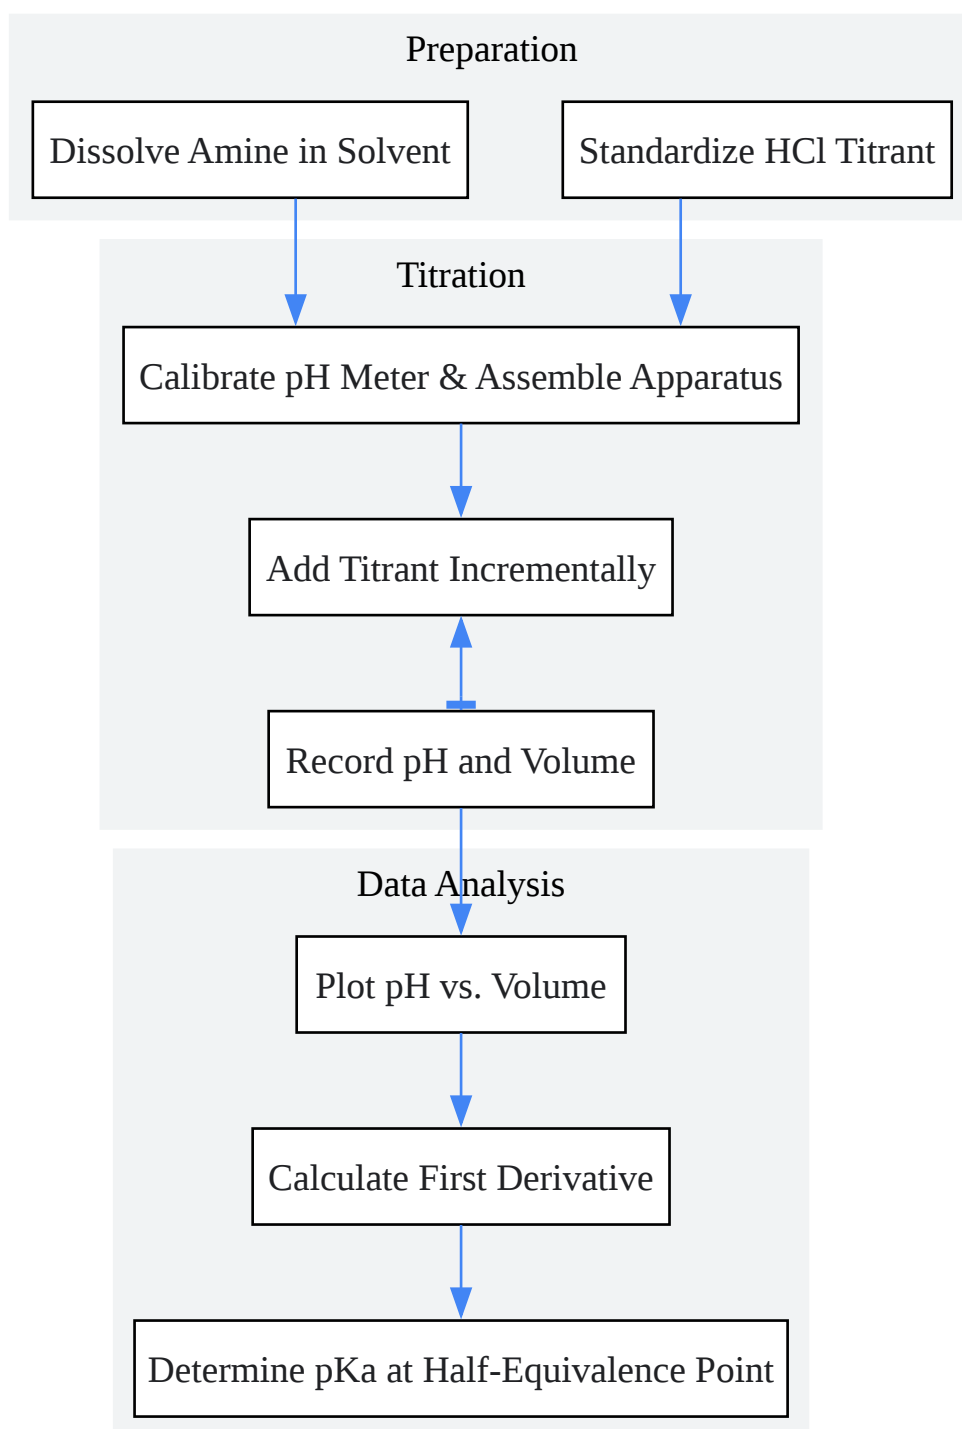 Preparation
Dissolve Amine in Solvent
Standardize HCl Titrant
Titration
Calibrate pH Meter & Assemble Apparatus
Add Titrant Incrementally
Record pH and Volume
Data Analysis
Plot pH vs. Volume
Calculate First Derivative
Determine pKa at Half-Equivalence Point